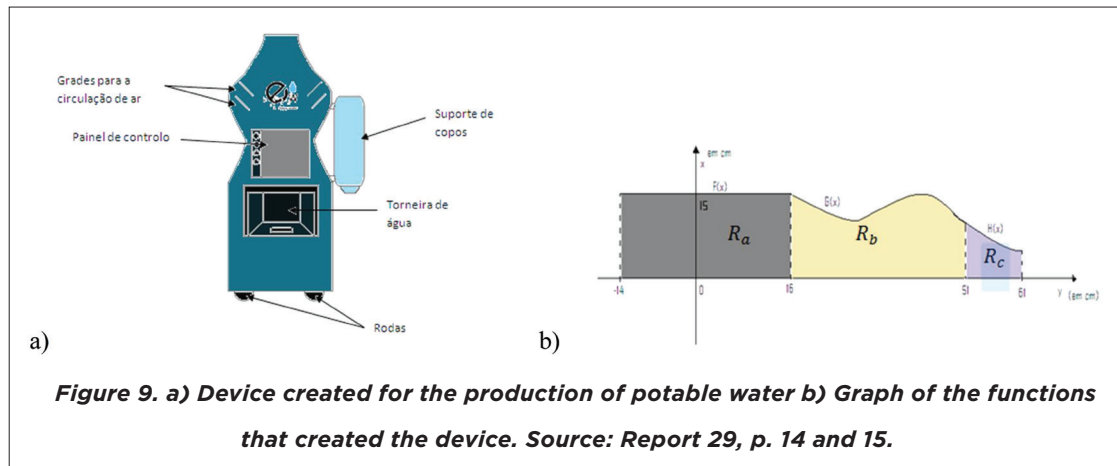 Grades para a
circulação de ar
Painel de controlo
Suporte de
copos
Torneira de
água
Rodas
a)
em cm
x
F(x)
15
G(x)
H(x)
R_a
R_b
R_c
-14
0
16
51
61
y (em cm)
b)
Figure 9. a) Device created for the production of potable water b) Graph of the functions
that created the device. Source: Report 29, p. 14 and 15.